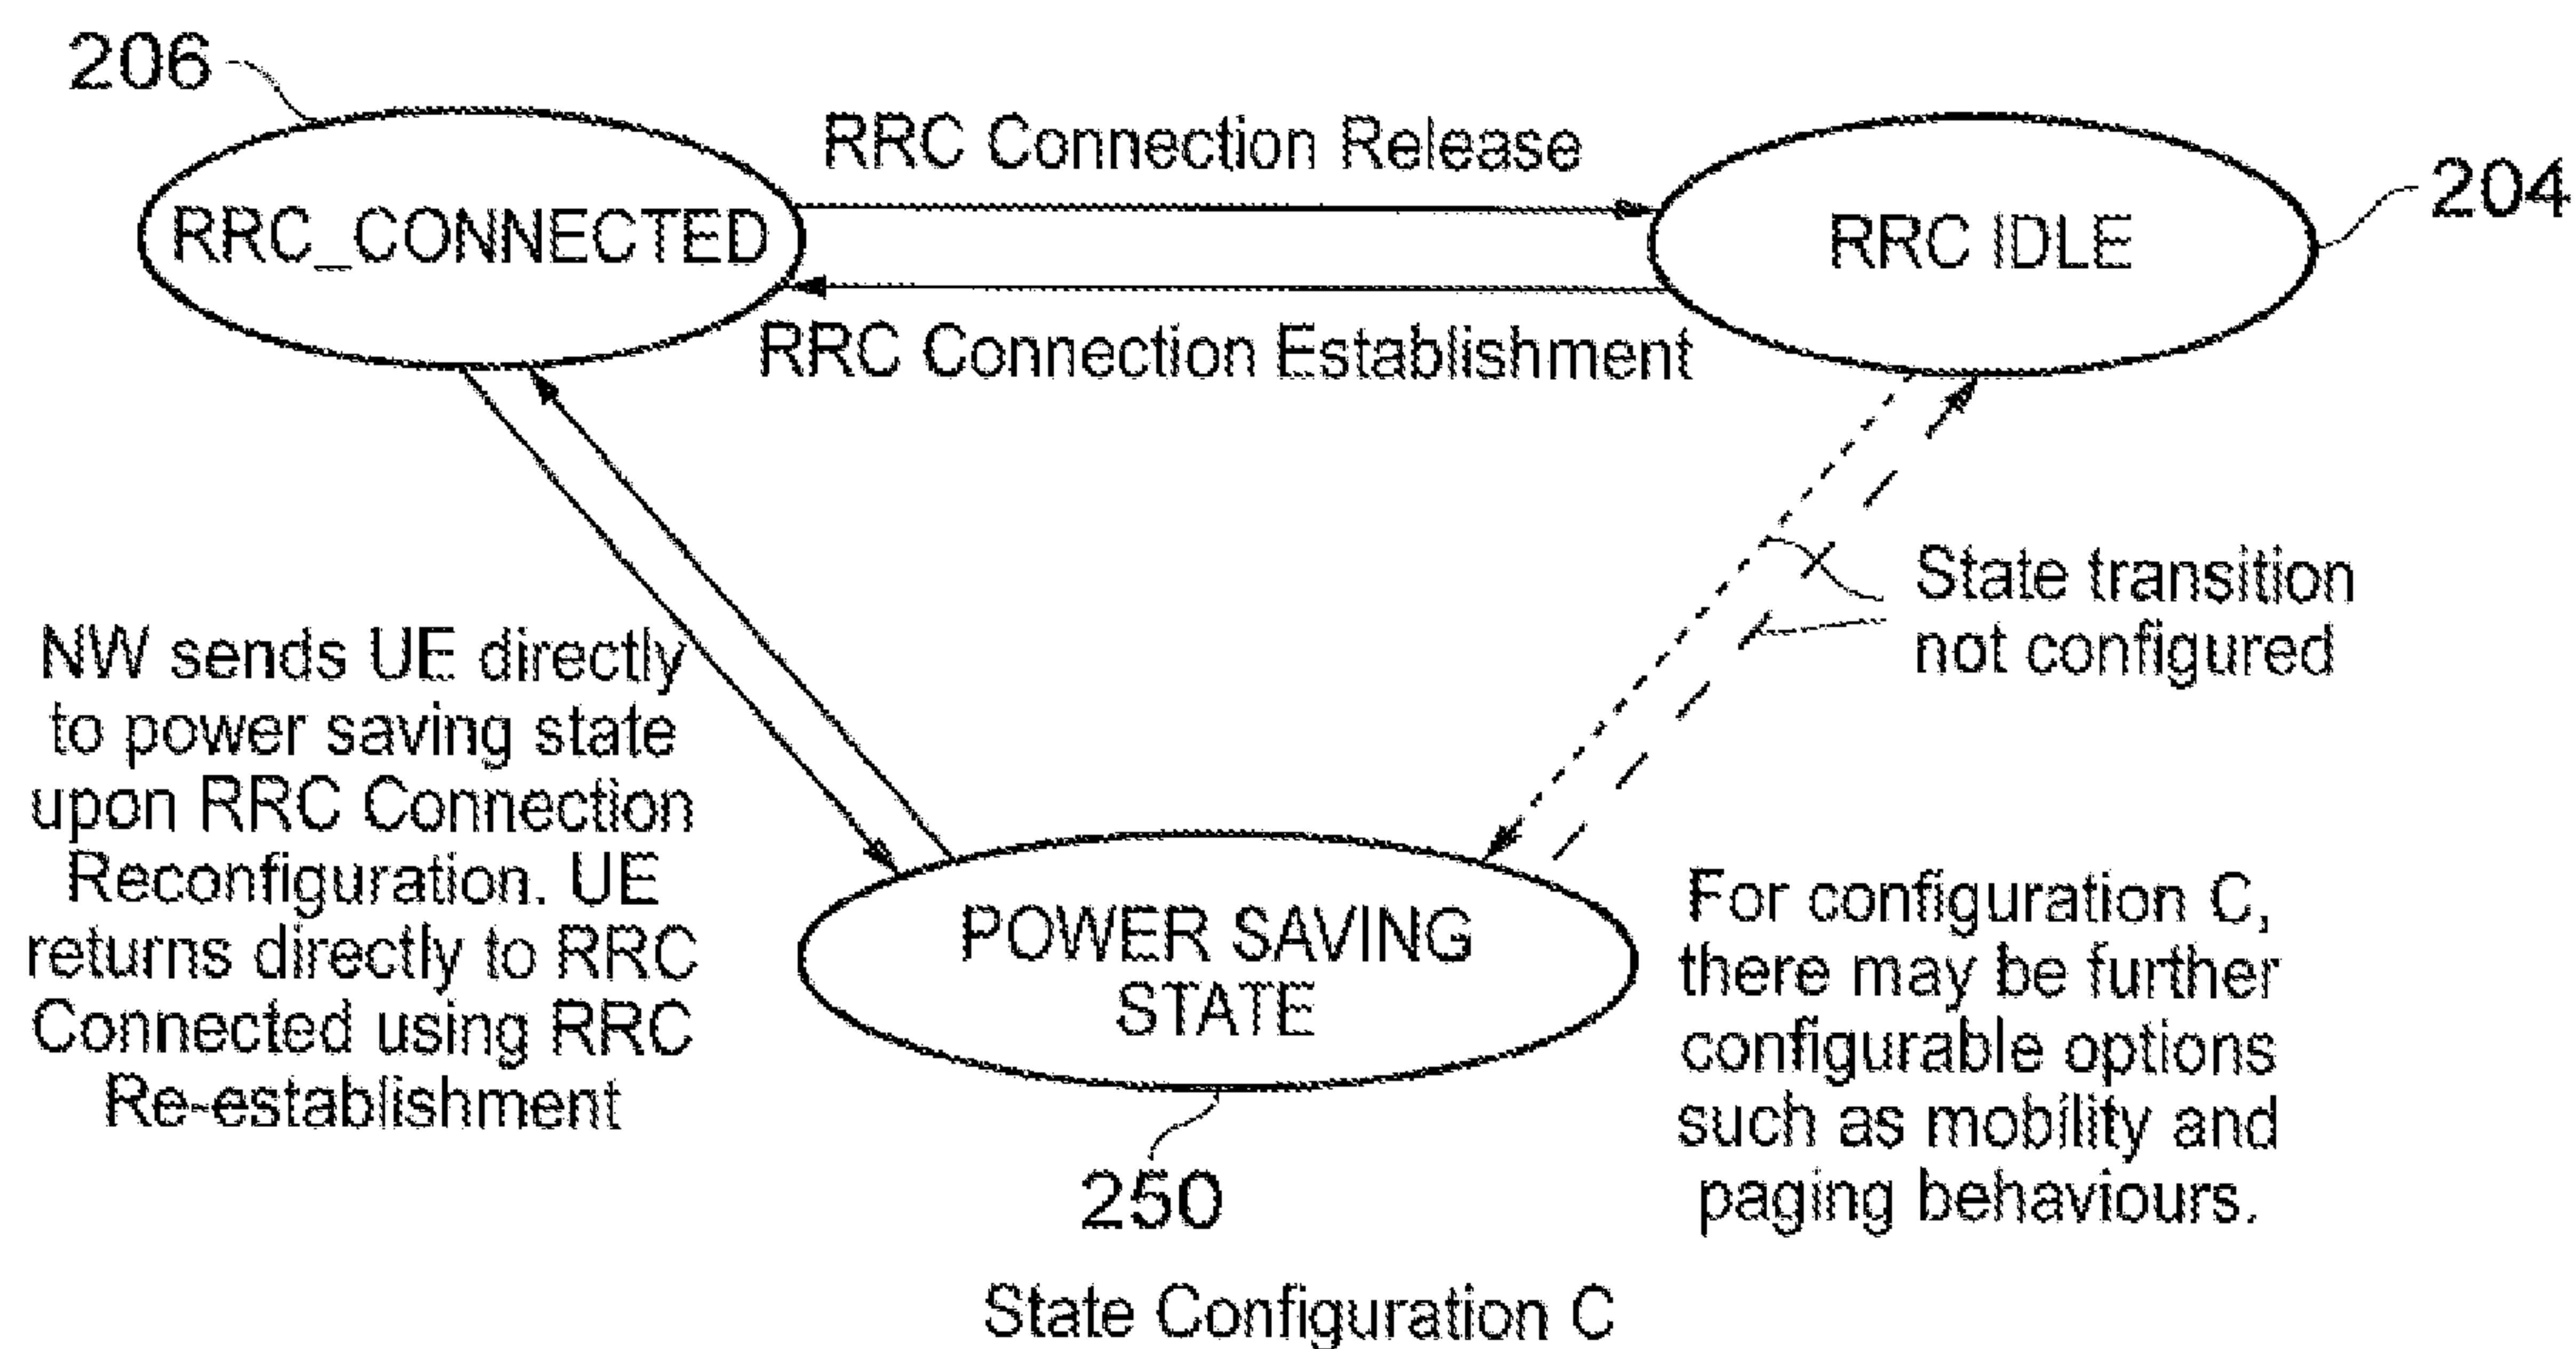 206
RRC Connection Release
204
RRC_CONNECTED
RRC IDLE
RRC Connection Establishment
State transition
not configured
NW sends UE directly
to power saving state
upon RRC Connection
Reconfiguration. UE
returns directly to RRC
Connected using RRC
Re-establishment
POWER SAVING
STATE
For configuration C,
there may be further
configurable options
such as mobility and
paging behaviours.
250
State Configuration C